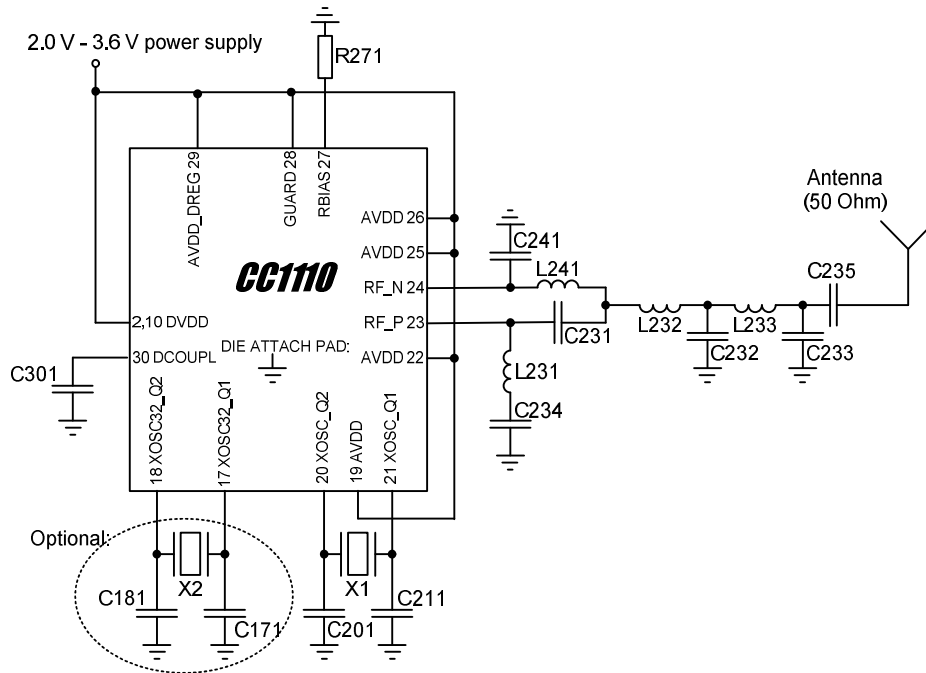 2.0 V - 3.6 V power supply
R271
AVDD_DREG 29
GUARD 28
RBIAS 27
Antenna
(50 Ohm)
AVDD 26
C241
AVDD 25
C235
CC1110
L241
RF_N 24
2,10 DVDD
RF_P 23
C231
L232
L233
DIE ATTACH PAD:
30 DCOUPL
AVDD 22
C232
C233
C301
L231
C234
18 XOSC32_Q2
17 XOSC32_Q1
20 XOSC_Q2
19 AVDD
21 XOSC_Q1
Optional:
X2
X1
C181
C171
C201
C211